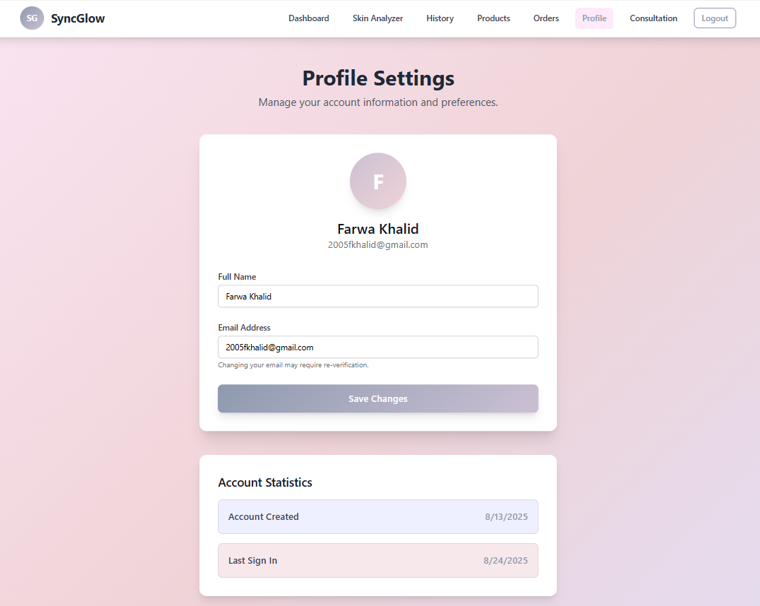 SG SyncGlow Dashboard Skin Analyzer History Products Orders Profile Consultation Logout
Profile Settings
Manage your account information and preferences.
F
Farwa Khalid
2005fkhalid@gmail.com
Full Name
Farwa Khalid
Email Address
2005fkhalid@gmail.com
Changing your email may require re-verification.
Save Changes
Account Statistics
Account Created 8/13/2025
Last Sign In 8/24/2025